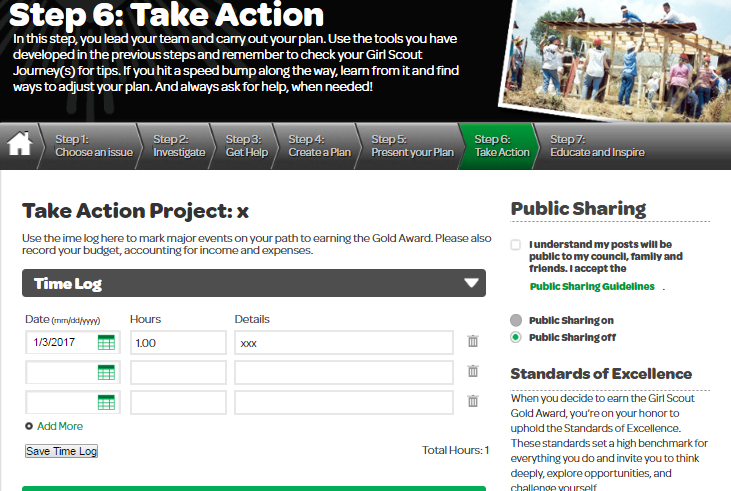 Step 6: Take Action
In this step, you lead your team and carry out your plan. Use the tools you have
developed in the previous steps and remember to check your Girl Scout
Journey(s) for tips. If you hit a speed bump along the way, learn from it and find
ways to adjust your plan. And always ask for help, when needed!
Step 1:
Choose an issue
Step 2:
Investigate
Step 3:
Get Help
Step 4:
Create a Plan
Step 5:
Present your Plan
Step 6:
Take Action
Step 7:
Educate and Inspire
Take Action Project: x
Use the ime log here to mark major events on your path to earning the Gold Award. Please also
record your budget, accounting for income and expenses.
Time Log
Date (mm/dd/yyyy) Hours Details
1/3/2017 1.00 xxx
Add More
Save Time Log
Total Hours: 1
Public Sharing
I understand my posts will be
public to my council, family and
friends. I accept the
Public Sharing Guidelines .
Public Sharing on
Public Sharing off
Standards of Excellence
When you decide to earn the Girl Scout
Gold Award, you're on your honor to
uphold the Standards of Excellence.
These standards set a high benchmark for
everything you do and invite you to think
deeply, explore opportunities, and
challenge yourself